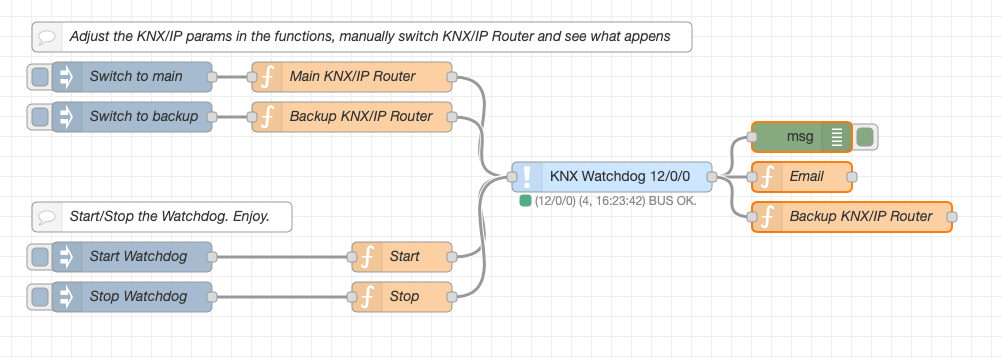 Adjust the KNX/IP params in the functions, manually switch KNX/IP Router and see what appens
Switch to main
Main KNX/IP Router
Switch to backup
Backup KNX/IP Router
msg
KNX Watchdog 12/0/0
Email
(12/0/0) (4, 16:23:42) BUS OK.
Start/Stop the Watchdog. Enjoy.
Backup KNX/IP Router
Start Watchdog
Start
Stop Watchdog
Stop